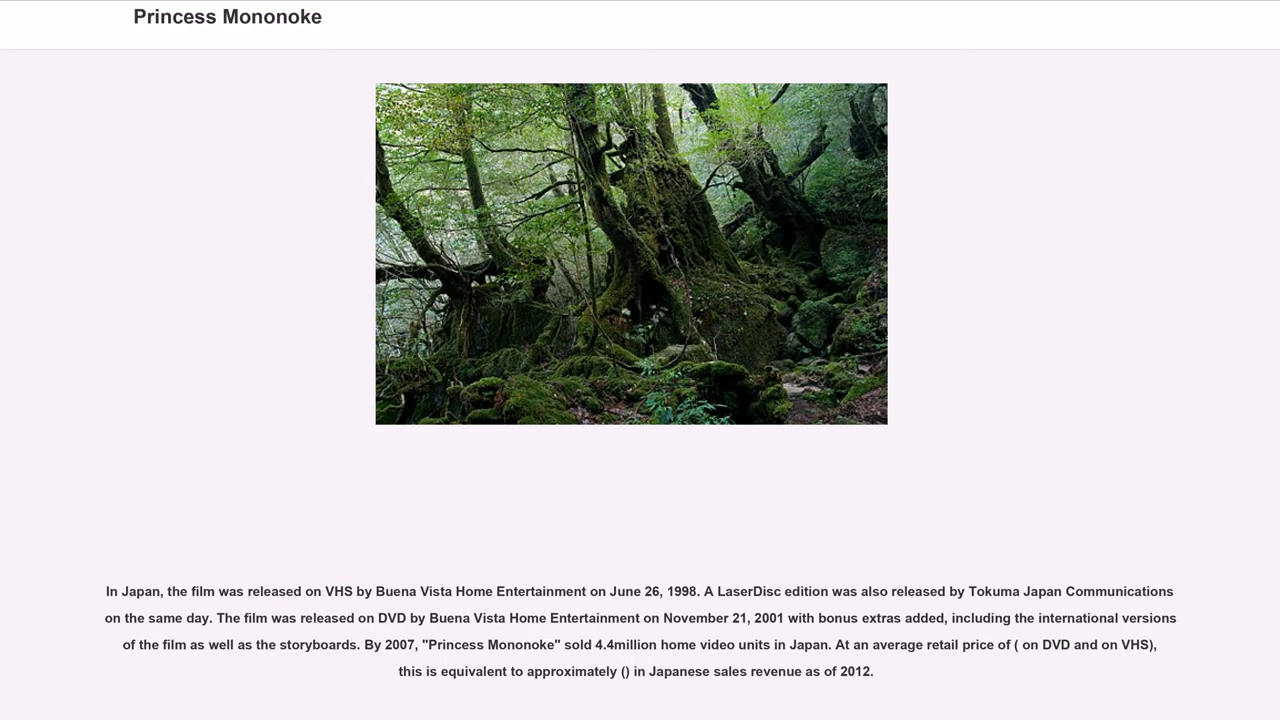 Princess Mononoke
In Japan, the film was released on VHS by Buena Vista Home Entertainment on June 26, 1998. A LaserDisc edition was also released by Tokuma Japan Communications
on the same day. The film was released on DVD by Buena Vista Home Entertainment on November 21, 2001 with bonus extras added, including the international versions
of the film as well as the storyboards. By 2007, "Princess Mononoke" sold 4.4million home video units in Japan. At an average retail price of ( on DVD and on VHS),
this is equivalent to approximately () in Japanese sales revenue as of 2012.